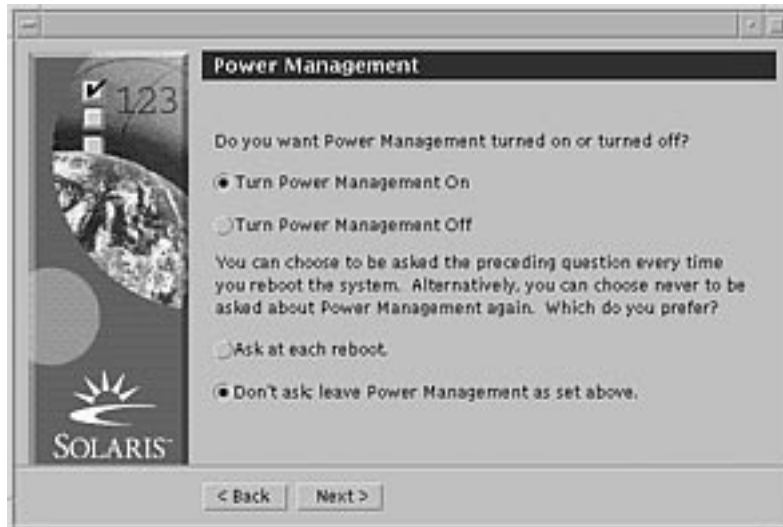 Power Management
123
Do you want Power Management turned on or turned off?
Turn Power Management On
Turn Power Management Off
You can choose to be asked the preceding question every time
you reboot the system. Alternatively, you can choose never to be
asked about Power Management again. Which do you prefer?
Ask at each reboot.
Don't ask; leave Power Management as set above.
SOLARIS™
< Back
Next >